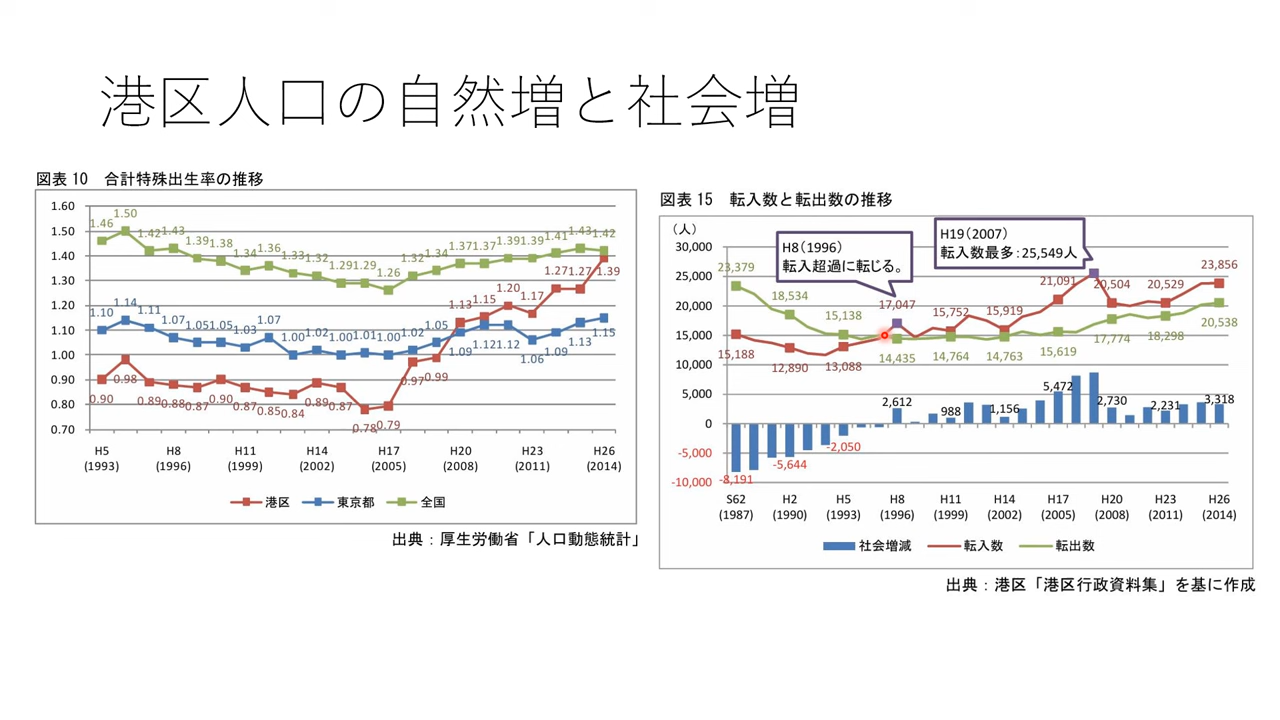 港区人口の自然増と社会増
図表 10 合計特殊出生率の推移
1.60
1.50
1.40
1.30
1.20
1.10
1.00
0.90
0.80
0.70
1.46 1.50 1.42 1.43 1.39 1.38 1.34 1.36 1.33 1.32 1.29 1.29 1.26 1.32 1.34 1.37 1.37 1.39 1.39 1.41 1.43 1.42
1.10 1.14 1.11 1.07 1.05 1.05 1.03 1.07 1.00 1.02 1.00 1.01 1.00 1.02 1.05 1.09 1.12 1.12 1.06 1.09 1.13 1.15
0.90 0.98 0.89 0.88 0.87 0.90 0.87 0.85 0.84 0.89 0.87 0.78 0.79 0.97 0.99 1.13 1.15 1.20 1.17 1.27 1.27 1.39
H5 H8 H11 H14 H17 H20 H23 H26
(1993) (1996) (1999) (2002) (2005) (2008) (2011) (2014)
港区 東京都 全国
出典：厚生労働省「人口動態統計」
図表 15 転入数と転出数の推移
（人）
H8（1996）
転入超過に転じる。
H19（2007）
転入数最多：25,549人
30,000
25,000
20,000
15,000
10,000
5,000
0
-5,000
-10,000
23,379 18,534 15,138 14,435 14,764 14,763 15,619 17,774 18,298 20,538
15,188 12,890 13,088 17,047 15,752 15,919 21,091 20,504 20,529 23,856
-8,191 -5,644 -2,050 2,612 988 1,156 5,472 2,730 2,231 3,318
S62 H2 H5 H8 H11 H14 H17 H20 H23 H26
(1987) (1990) (1993) (1996) (1999) (2002) (2005) (2008) (2011) (2014)
社会増減 転入数 転出数
出典：港区「港区行政資料集」を基に作成